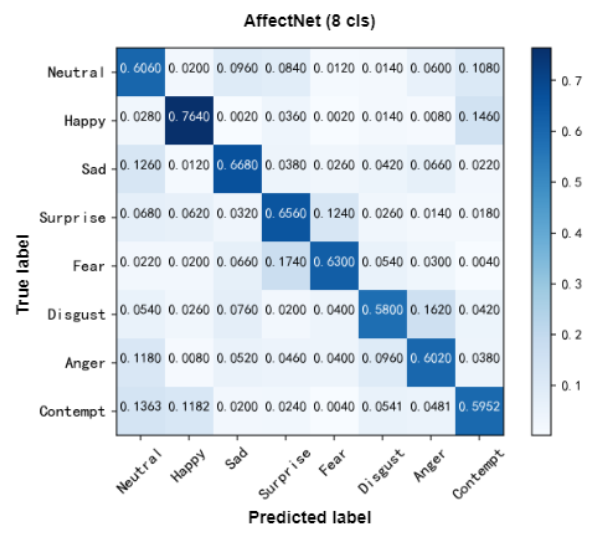 AffectNet (8 cls)
Neutral 0.6060 0.0200 0.0960 0.0840 0.0120 0.0140 0.0600 0.1080
0.7
Happy 0.0280 0.7640 0.0020 0.0360 0.0020 0.0140 0.0080 0.1460
0.6
Sad 0.1260 0.0120 0.6680 0.0380 0.0260 0.0420 0.0660 0.0220
0.5
Surprise 0.0680 0.0620 0.0320 0.6560 0.1240 0.0260 0.0140 0.0180
0.4
Fear 0.0220 0.0200 0.0660 0.1740 0.6300 0.0540 0.0300 0.0040
0.3
Disgust 0.0540 0.0260 0.0760 0.0200 0.0400 0.5800 0.1620 0.0420
0.2
Anger 0.1180 0.0080 0.0520 0.0460 0.0400 0.0960 0.6020 0.0380
0.1
Contempt 0.1363 0.1182 0.0200 0.0240 0.0040 0.0541 0.0481 0.5952
True label
Neutral Happy Sad Surprise Fear Disgust Anger Contempt
Predicted label